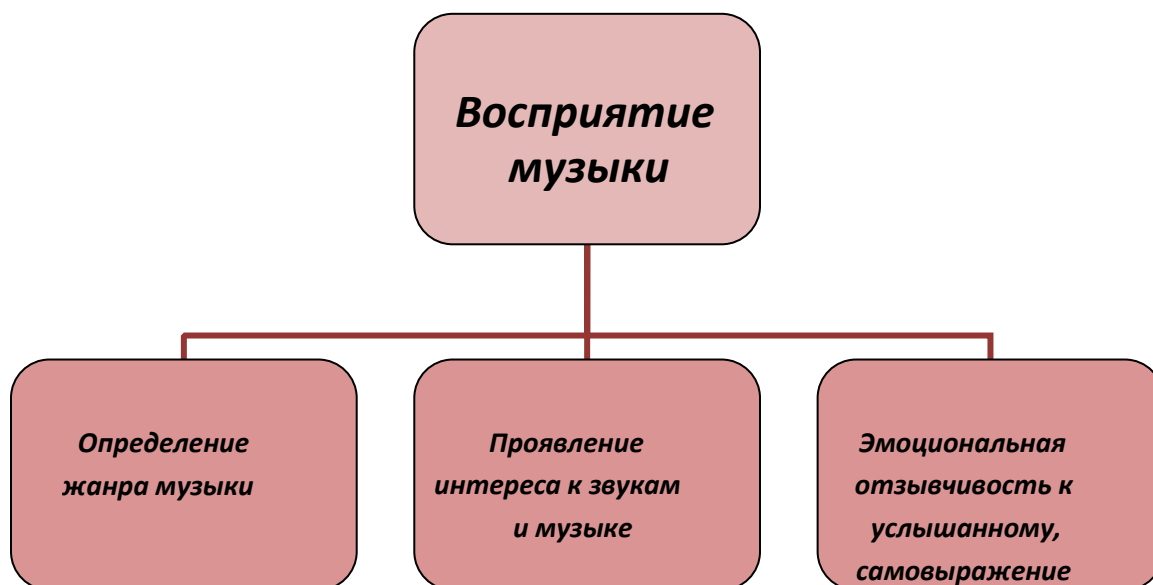 Восприятие
музыки
Определение
жанра музыки
Проявление
интереса к звукам
и музыке
Эмоциональная
отзывчивость к
услышанному,
самовыражение